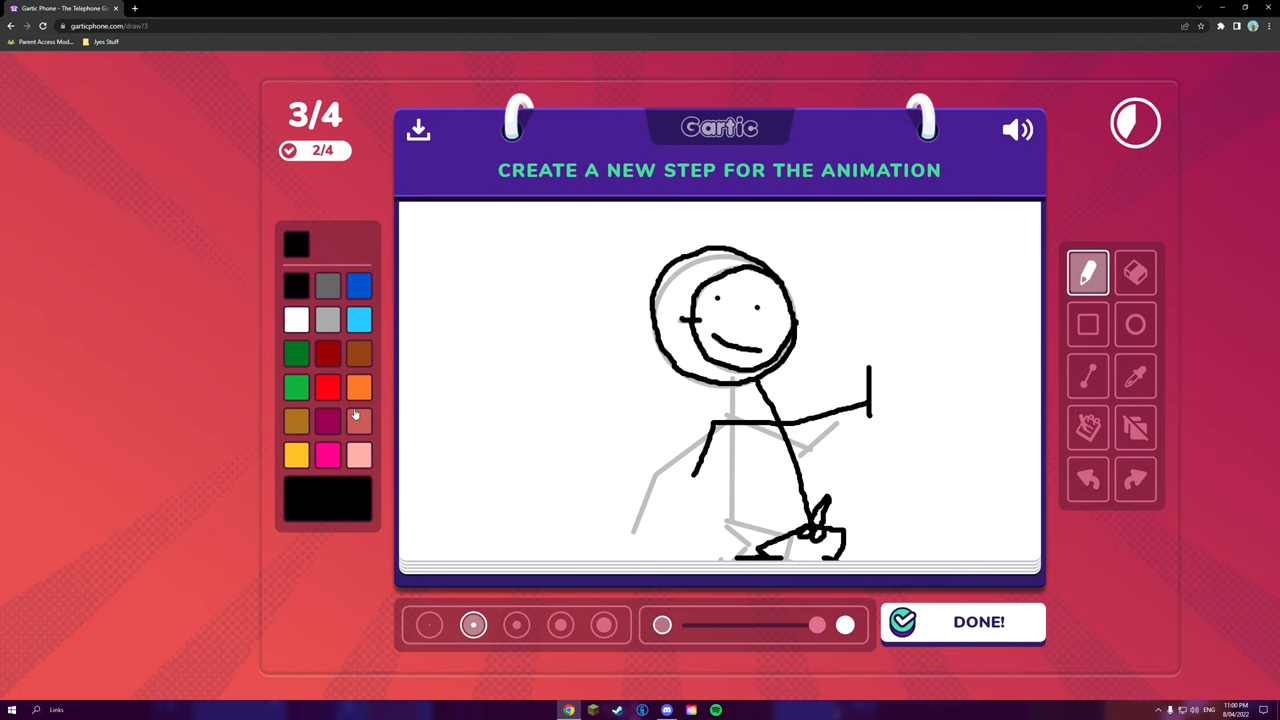 Gartic Phone - The Telephone G
garticphone.com/draw73
Parent Access Mod...
Jyes Stuff
3/4
2/4
Gartic
CREATE A NEW STEP FOR THE ANIMATION
DONE!
Links
ENG
11:00 PM
8/04/2022